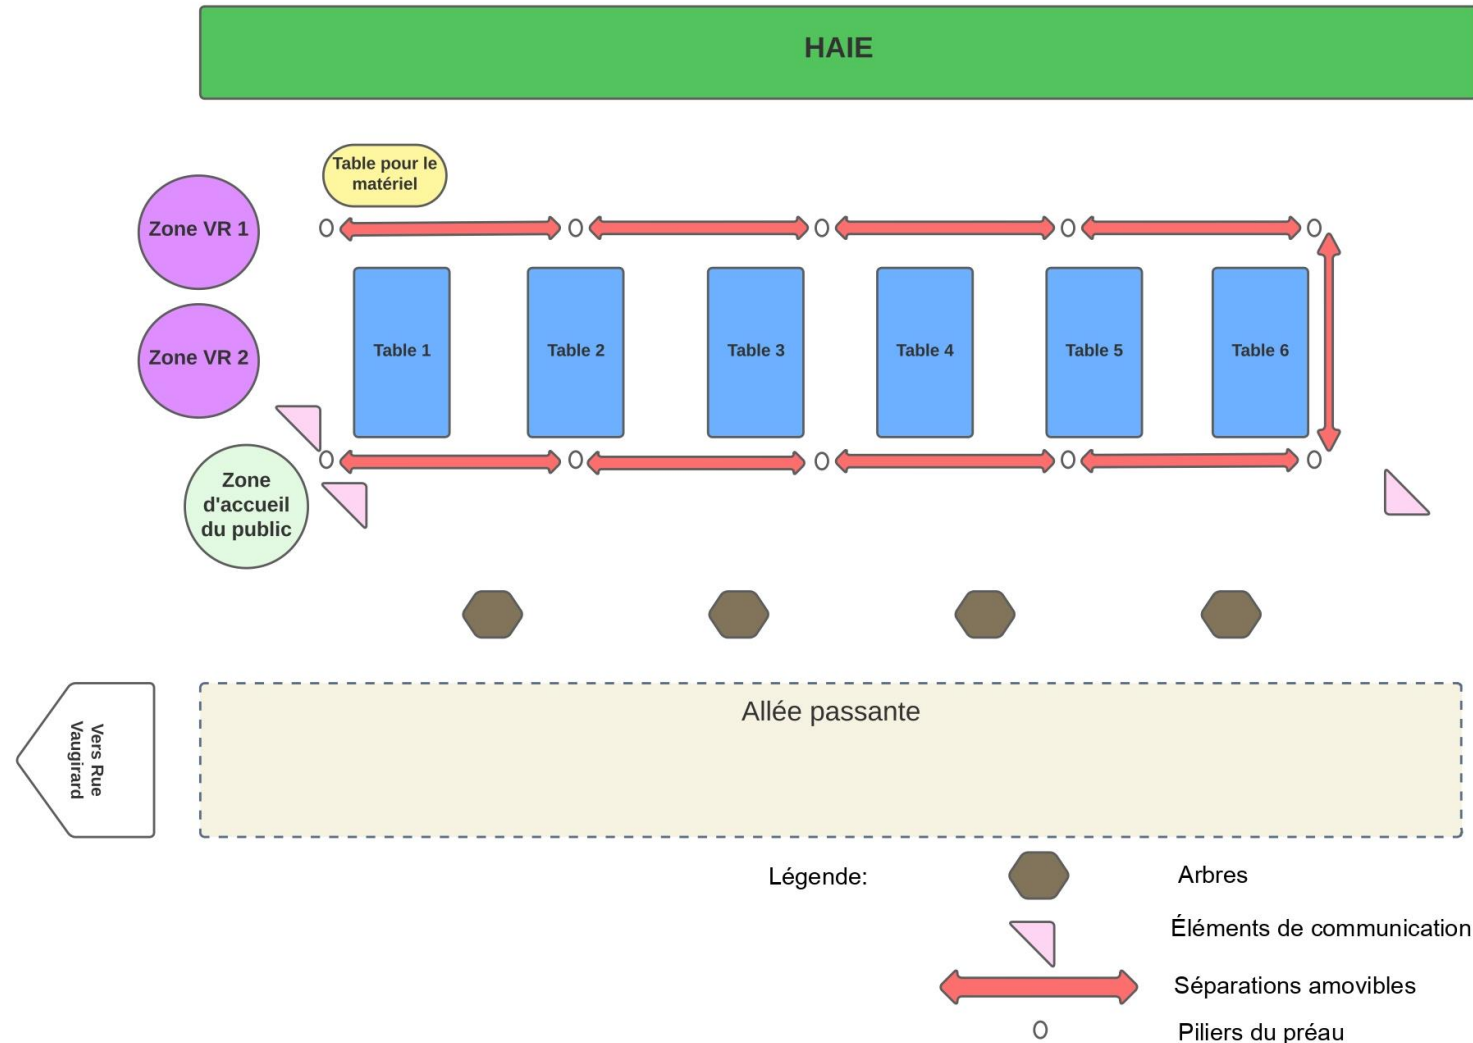 HAIE
Table pour le
matériel
Zone VR 1
Zone VR 2
Table 1
Table 2
Table 3
Table 4
Table 5
Table 6
Zone
d'accueil
du public
Vers Rue
Vaugirard
Allée passante
Légende:
Arbres
Éléments de communication
Séparations amovibles
Piliers du préau